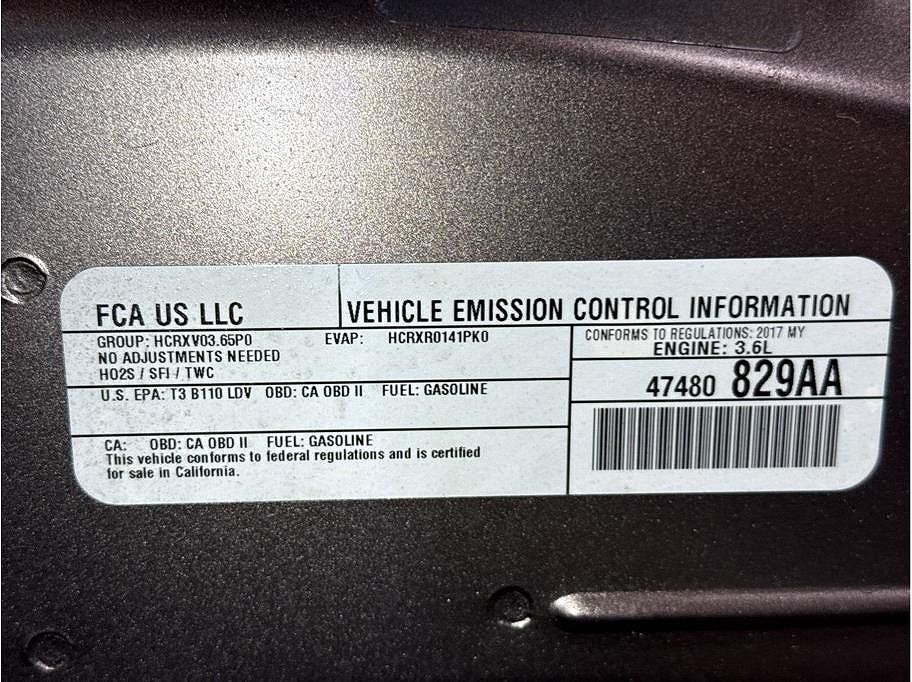 FCA US LLC
VEHICLE EMISSION CONTROL INFORMATION
GROUP: HCRXV03.65P0 EVAP: HCRXR0141PK0
NO ADJUSTMENTS NEEDED
HO2S / SFI / TWC
CONFORMS TO REGULATIONS: 2017 MY
ENGINE: 3.6L
U.S. EPA: T3 B110 LDV OBD: CA OBD II FUEL: GASOLINE
47480 829AA
CA: OBD: CA OBD II FUEL: GASOLINE
This vehicle conforms to federal regulations and is certified
for sale in California.